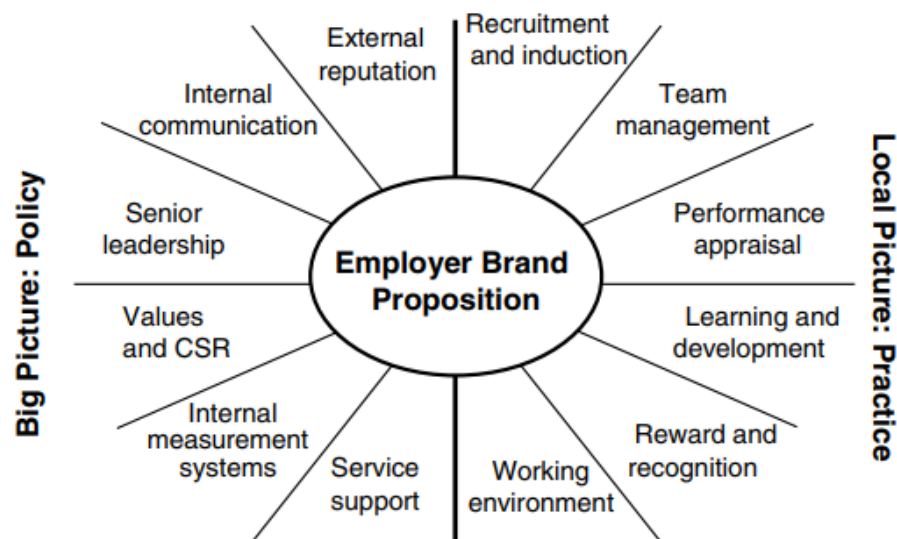 External
reputation
Recruitment
and induction
Internal
communication
Team
management
Senior
leadership
Performance
appraisal
Big Picture: Policy
Employer Brand
Proposition
Local Picture: Practice
Values
and CSR
Learning and
development
Internal
measurement
systems
Reward and
recognition
Service
support
Working
environment